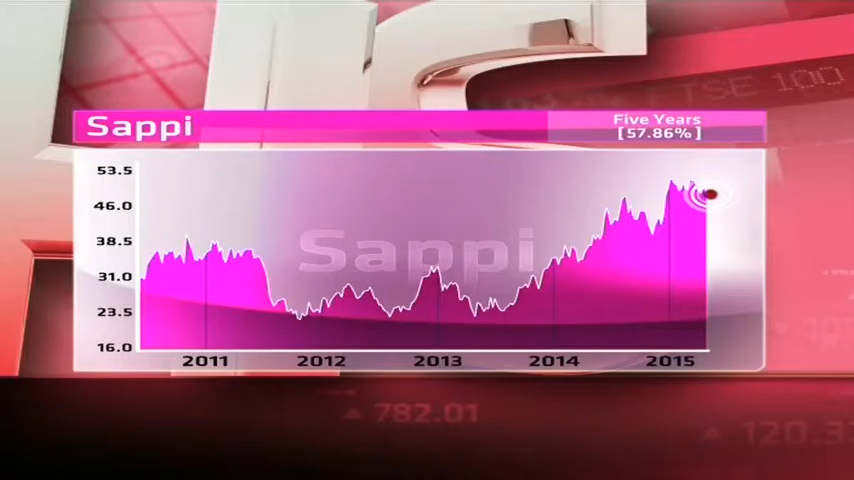 FTSE 100
Sappi
Five Years
[57.86%]
53.5
46.0
38.5
31.0
23.5
16.0
Sappi
2011 2012 2013 2014 2015
▲ 782.01